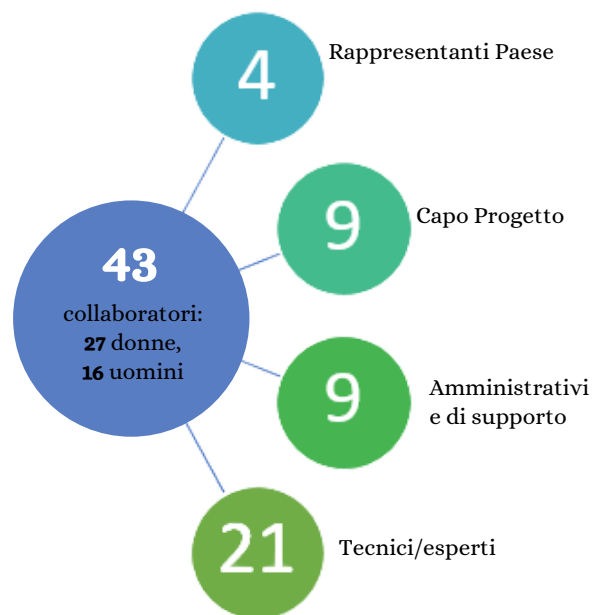 4
Rappresentanti Paese
9
Capo Progetto
43
collaboratori:
27 donne,
16 uomini
9
Amministrativi
e di supporto
21
Tecnici/esperti